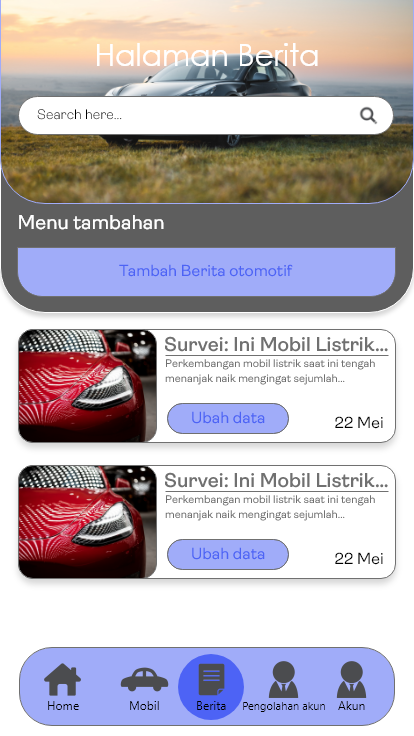 Halaman Berita
Search here...
Menu tambahan
Tambah Berita otomotif
Survei: Ini Mobil Listrik...
Perkembangan mobil listrik saat ini tengah
menanjak naik mengingat sejumlah...
Ubah data
22 Mei
Survei: Ini Mobil Listrik...
Perkembangan mobil listrik saat ini tengah
menanjak naik mengingat sejumlah...
Ubah data
22 Mei
Home
Mobil
Berita
Pengolahan akun
Akun